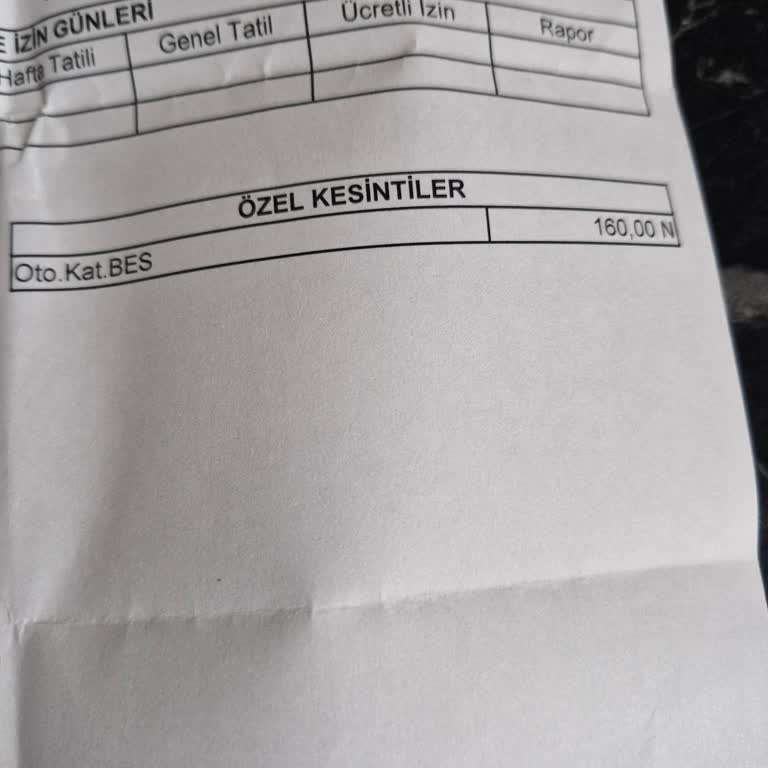 İZİN GÜNLERİ
Hafta Tatili Genel Tatil Ücretli İzin Rapor
ÖZEL KESİNTİLER
Oto.Kat.BES 160,00 N